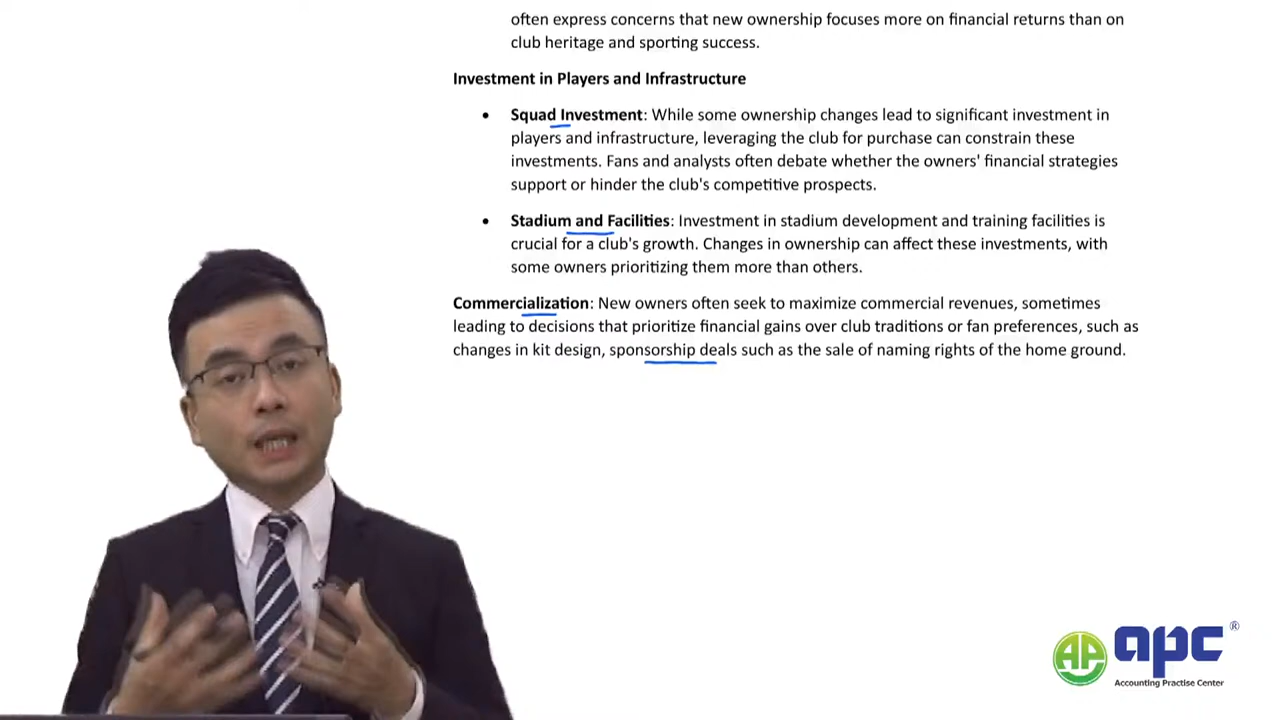 often express concerns that new ownership focuses more on financial returns than on
club heritage and sporting success.
Investment in Players and Infrastructure
• Squad Investment: While some ownership changes lead to significant investment in
players and infrastructure, leveraging the club for purchase can constrain these
investments. Fans and analysts often debate whether the owners' financial strategies
support or hinder the club's competitive prospects.
• Stadium and Facilities: Investment in stadium development and training facilities is
crucial for a club's growth. Changes in ownership can affect these investments, with
some owners prioritizing them more than others.
Commercialization: New owners often seek to maximize commercial revenues, sometimes
leading to decisions that prioritize financial gains over club traditions or fan preferences, such as
changes in kit design, sponsorship deals such as the sale of naming rights of the home ground.
AP apc ®
Accounting Practise Center